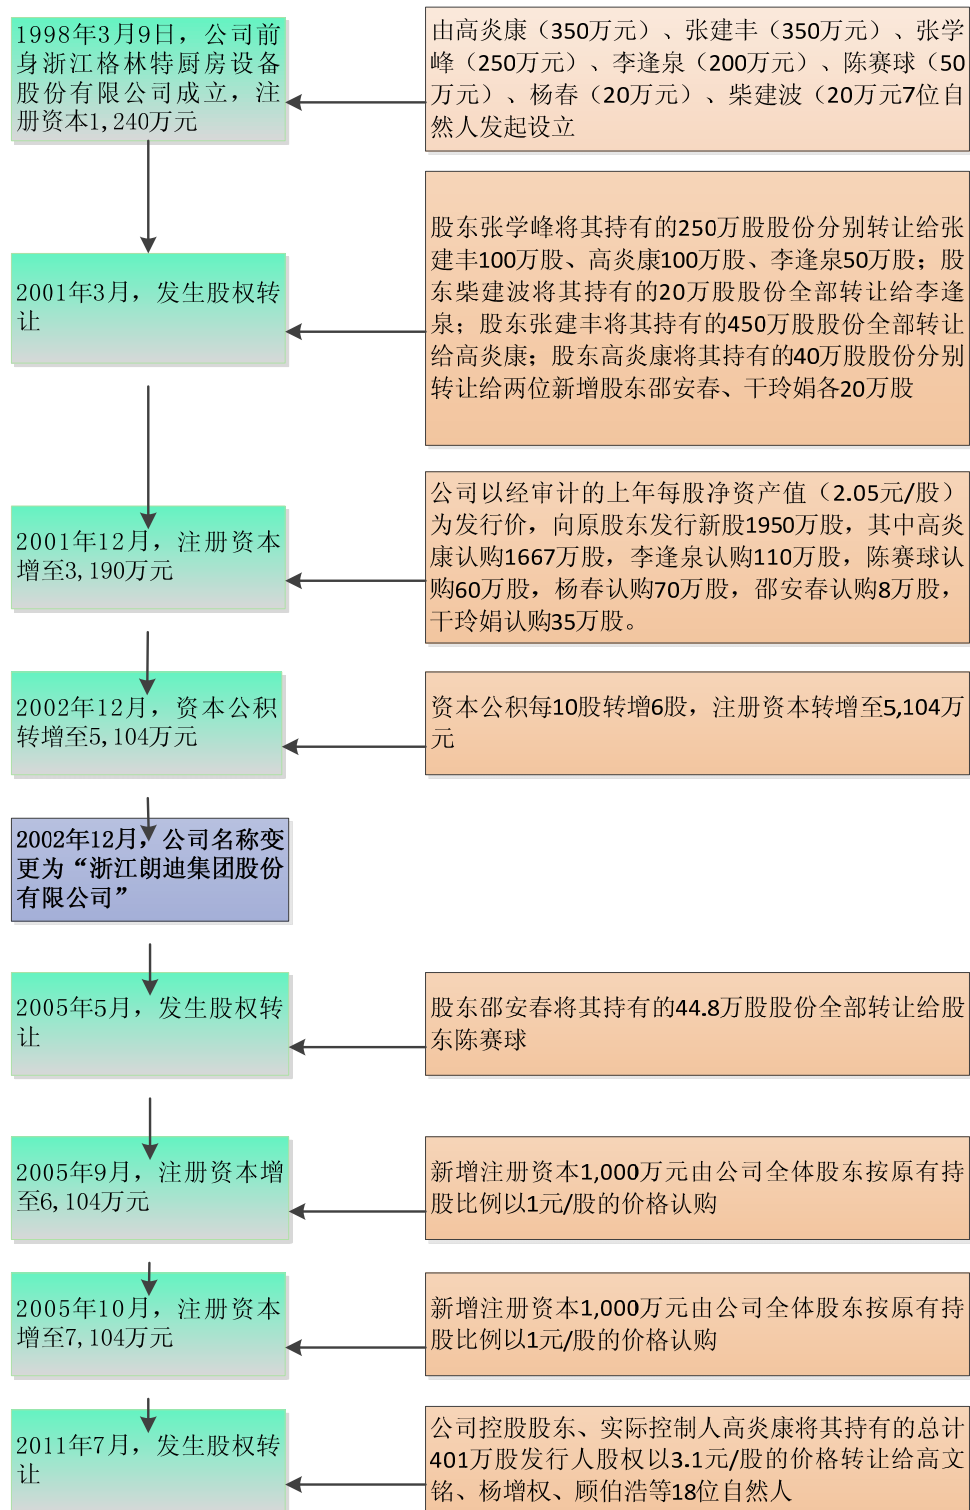 1998年3月9日，公司前
身浙江格林特厨房设备
股份有限公司成立，注
册资本1,240万元
由高炎康（350万元）、张建丰（350万元）、张学
峰（250万元）、李逢泉（200万元）、陈赛球（50
万元）、杨春（20万元）、柴建波（20万元7位自
然人发起设立
2001年3月，发生股权转
让
股东张学峰将其持有的250万股股份分别转让给张
建丰100万股、高炎康100万股、李逢泉50万股；股
东柴建波将其持有的20万股股份全部转让给李逢
泉；股东张建丰将其持有的450万股股份全部转让
给高炎康；股东高炎康将其持有的40万股股份分别
转让给两位新增股东邵安春、干玲娟各20万股
2001年12月，注册资本
增至3,190万元
公司以经审计的上年每股净资产值（2.05元/股）
为发行价，向原股东发行新股1950万股，其中高炎
康认购1667万股，李逢泉认购110万股，陈赛球认
购60万股，杨春认购70万股，邵安春认购8万股，
干玲娟认购35万股。
2002年12月，资本公积
转增至5,104万元
资本公积每10股转增6股，注册资本转增至5,104万
元
2002年12月，公司名称变
更为“浙江朗迪集团股份
有限公司”
2005年5月，发生股权转
让
股东邵安春将其持有的44.8万股股份全部转让给股
东陈赛球
2005年9月，注册资本增
至6,104万元
新增注册资本1,000万元由公司全体股东按原有持
股比例以1元/股的价格认购
2005年10月，注册资本
增至7,104万元
新增注册资本1,000万元由公司全体股东按原有持
股比例以1元/股的价格认购
2011年7月，发生股权转
让
公司控股股东、实际控制人高炎康将其持有的总计
401万股发行人股权以3.1元/股的价格转让给高文
铭、杨增权、顾伯浩等18位自然人